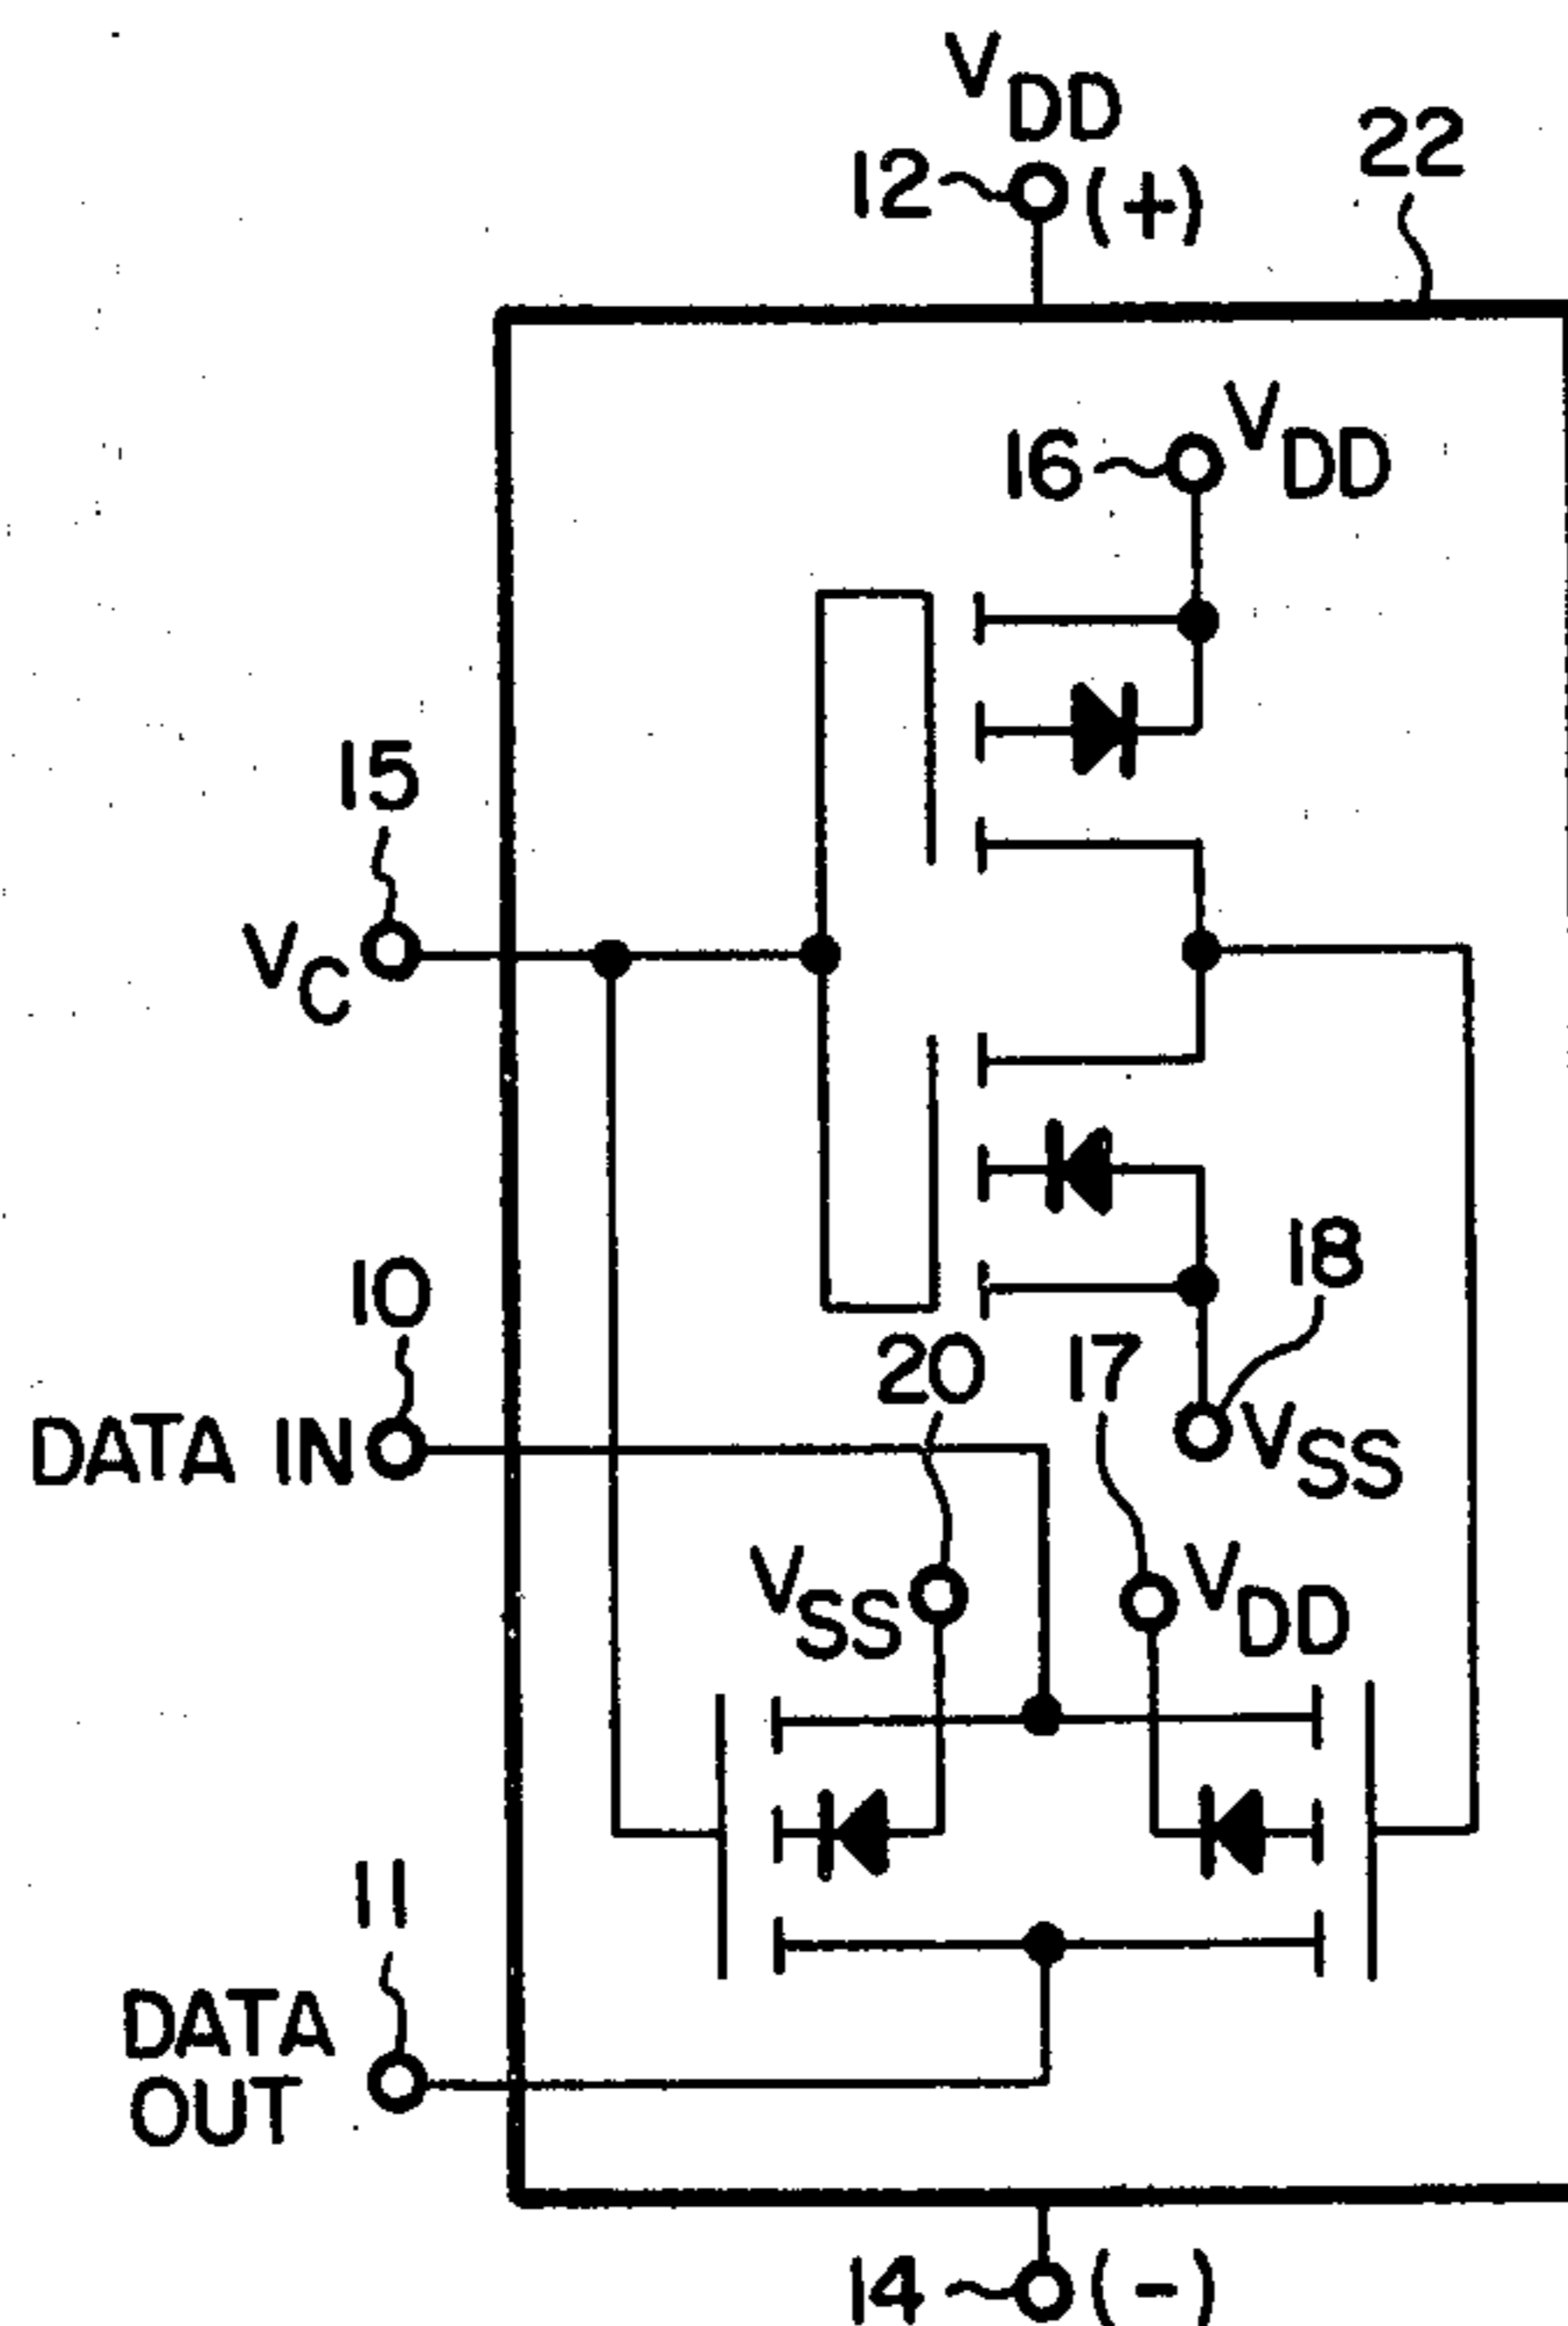 VDD
12 (+)
22
16 VDD
15
VC
18
10
20 17
DATA IN
VSS
VSS
VDD
11
DATA
OUT
14 (-)